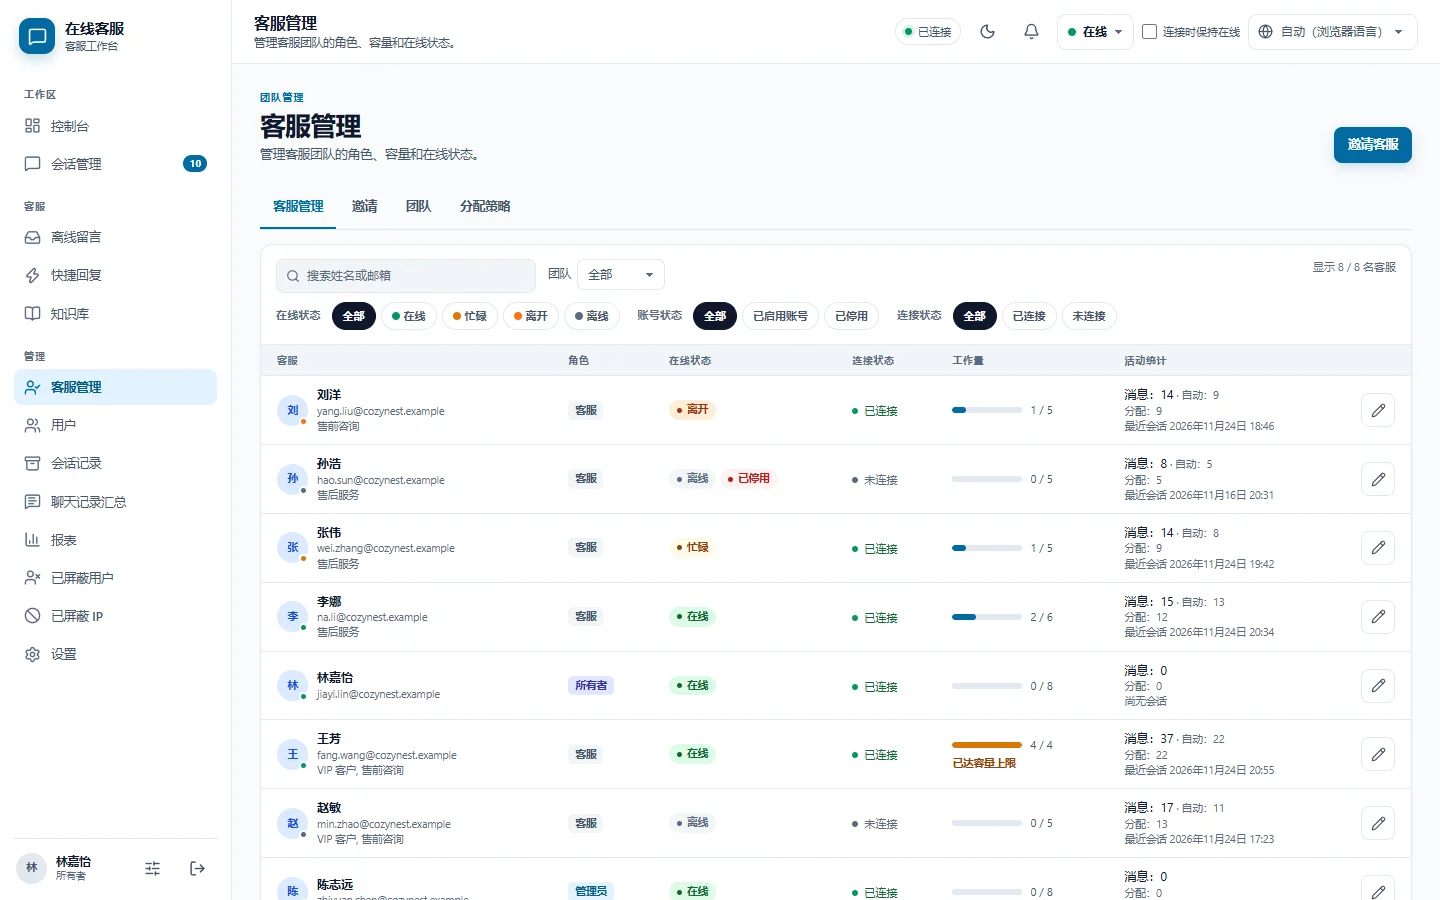 在线客服
客服工作台
工作区
控制台
会话管理 10
客服
离线留言
快捷回复
知识库
管理
客服管理
用户
会话记录
聊天记录汇总
报表
已屏蔽用户
已屏蔽 IP
设置
林 林嘉怡
所有者
客服管理
管理客服团队的角色、容量和在线状态。
已连接 在线 连接时保持在线 自动（浏览器语言）
团队管理
客服管理
管理客服团队的角色、容量和在线状态。
邀请客服
客服管理 邀请 团队 分配策略
搜索姓名或邮箱 团队 全部 显示 8 / 8 名客服
在线状态 全部 在线 忙碌 离开 离线 账号状态 全部 已启用账号 已停用 连接状态 全部 已连接 未连接
客服 角色 在线状态 连接状态 工作量 活动统计
刘 刘洋
yang.liu@cozynest.example
售前咨询
客服 离开 已连接 1 / 5
消息：14 · 自动：9
分配：9
最近会话 2026年11月24日 18:46
孙 孙浩
hao.sun@cozynest.example
售后服务
客服 离线 已停用 未连接 0 / 5
消息：8 · 自动：5
分配：5
最近会话 2026年11月16日 20:31
张 张伟
wei.zhang@cozynest.example
售后服务
客服 忙碌 已连接 1 / 5
消息：14 · 自动：8
分配：9
最近会话 2026年11月24日 19:42
李 李娜
na.li@cozynest.example
售后服务
客服 在线 已连接 2 / 6
消息：15 · 自动：13
分配：12
最近会话 2026年11月24日 20:34
林 林嘉怡
jiayi.lin@cozynest.example
所有者 在线 已连接 0 / 8
消息：0
分配：0
尚无会话
王 王芳
fang.wang@cozynest.example
VIP 客户, 售前咨询
客服 在线 已连接 4 / 4
已达容量上限
消息：37 · 自动：22
分配：22
最近会话 2026年11月24日 20:55
赵 赵敏
min.zhao@cozynest.example
VIP 客户, 售前咨询
客服 离线 未连接 0 / 5
消息：17 · 自动：11
分配：13
最近会话 2026年11月24日 17:23
陈 陈志远
zhiyuan.chen@cozynest.example
管理员 在线 已连接 0 / 8
消息：0
分配：0